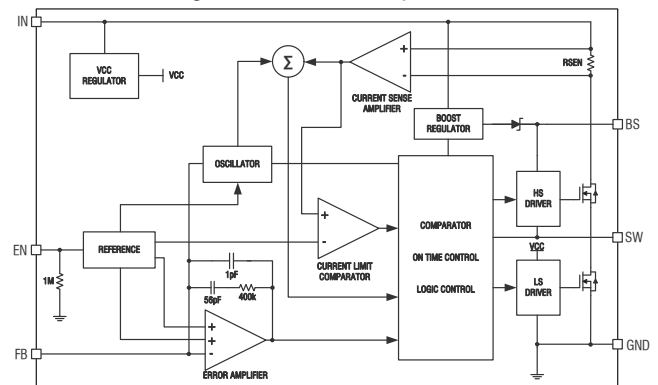 IN
VCC
REGULATOR
VCC
Σ
+
-
CURRENT SENSE
AMPLIFIER
RSEN
BOOST
REGULATOR
BS
OSCILLATOR
HS
DRIVER
EN
REFERENCE
1M
+
-
CURRENT LIMIT
COMPARATOR
COMPARATOR
ON TIME CONTROL
LOGIC CONTROL
SW
VCC
LS
DRIVER
1pF
56pF
400k
FB
+
+
-
ERROR AMPLIFIER
GND